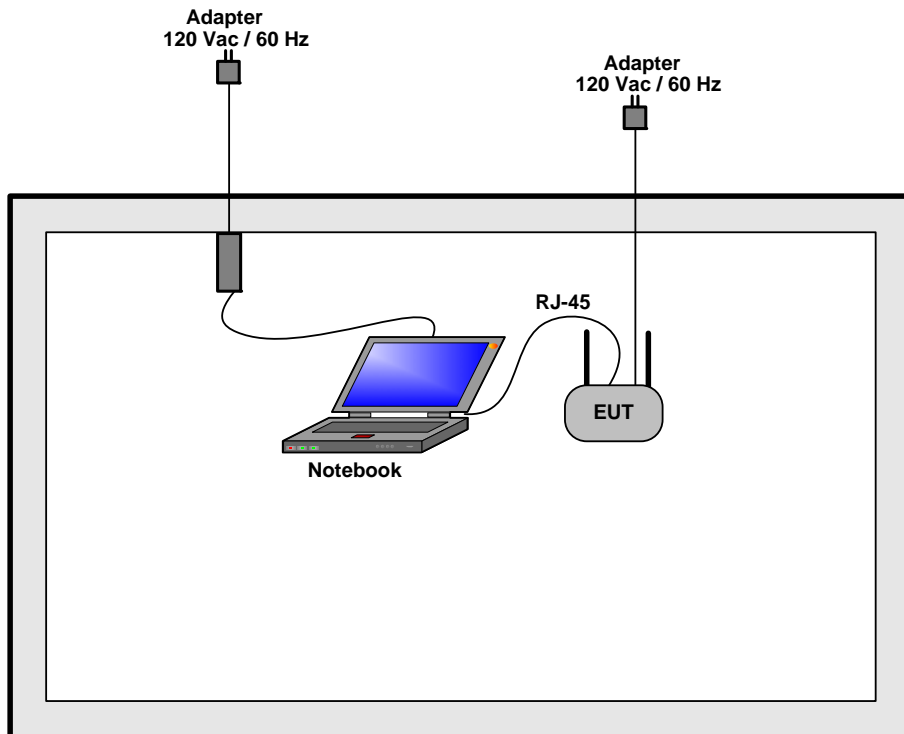 Adapter
120 Vac / 60 Hz
Adapter
120 Vac / 60 Hz
RJ-45
EUT
Notebook